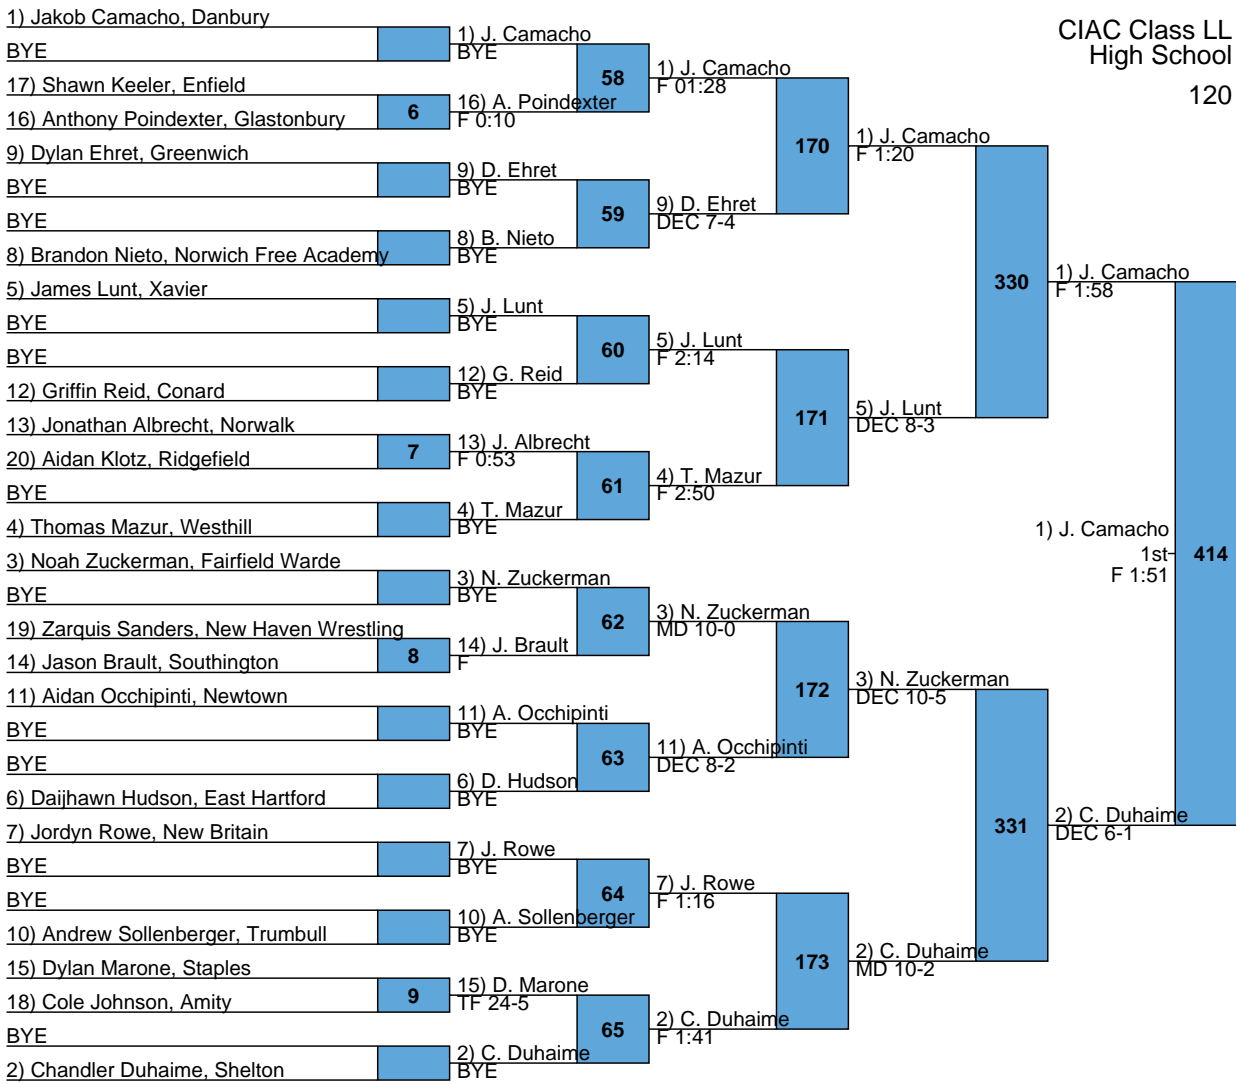 CIAC Class LL
High School
120
1) Jakob Camacho, Danbury
BYE
17) Shawn Keeler, Enfield
16) Anthony Poindexter, Glastonbury
9) Dylan Ehret, Greenwich
BYE
BYE
8) Brandon Nieto, Norwich Free Academy
5) James Lunt, Xavier
BYE
BYE
12) Griffin Reid, Conard
13) Jonathan Albrecht, Norwalk
20) Aidan Klotz, Ridgefield
BYE
4) Thomas Mazur, Westhill
3) Noah Zuckerman, Fairfield Warde
BYE
19) Zarquis Sanders, New Haven Wrestling
14) Jason Brault, Southington
11) Aidan Occhipinti, Newtown
BYE
BYE
6) Daijhawn Hudson, East Hartford
7) Jordyn Rowe, New Britain
BYE
BYE
10) Andrew Sollenberger, Trumbull
15) Dylan Marone, Staples
18) Cole Johnson, Amity
BYE
2) Chandler Duhaime, Shelton
6
7
8
9
1) J. Camacho
BYE
16) A. Poindexter
F 0:10
9) D. Ehret
BYE
8) B. Nieto
BYE
5) J. Lunt
BYE
12) G. Reid
BYE
13) J. Albrecht
F 0:53
4) T. Mazur
BYE
3) N. Zuckerman
BYE
14) J. Brault
F
11) A. Occhipinti
BYE
6) D. Hudson
BYE
7) J. Rowe
BYE
10) A. Sollenberger
BYE
15) D. Marone
TF 24-5
2) C. Duhaime
BYE
58
59
60
61
62
63
64
65
1) J. Camacho
F 01:28
9) D. Ehret
DEC 7-4
5) J. Lunt
F 2:14
4) T. Mazur
F 2:50
3) N. Zuckerman
MD 10-0
11) A. Occhipinti
DEC 8-2
7) J. Rowe
F 1:16
2) C. Duhaime
F 1:41
170
171
172
173
1) J. Camacho
F 1:20
5) J. Lunt
DEC 8-3
3) N. Zuckerman
DEC 10-5
2) C. Duhaime
MD 10-2
330
331
1) J. Camacho
F 1:58
2) C. Duhaime
DEC 6-1
414
1) J. Camacho
1st
F 1:51